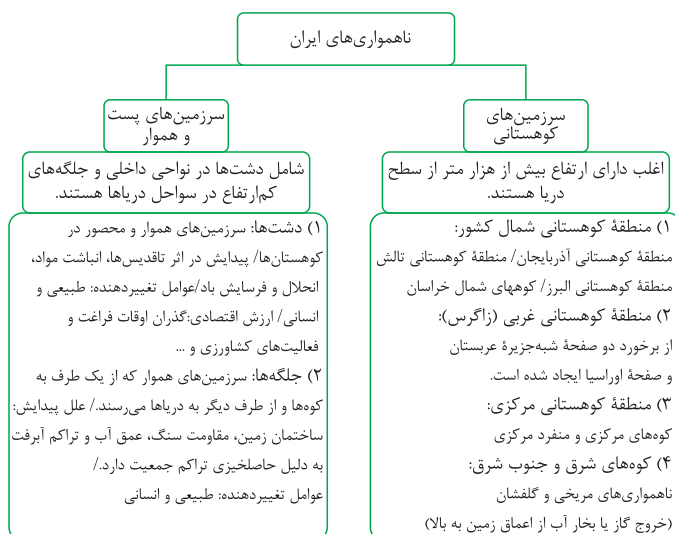 ناهمواری‌های ایران
سرزمین‌های
کوهستانی
اغلب دارای ارتفاع بیش از هزار متر از سطح
دریا هستند.
۱) منطقهٔ کوهستانی شمال کشور:
منطقهٔ کوهستانی آذربایجان/ منطقهٔ کوهستانی تالش
منطقهٔ کوهستانی البرز/ کوههای شمال خراسان
۲) منطقهٔ کوهستانی غربی (زاگرس):
از برخورد دو صفحهٔ شبه‌جزیرهٔ عربستان
و صفحهٔ اوراسیا ایجاد شده است.
۳) منطقهٔ کوهستانی مرکزی:
کوه‌های مرکزی و منفرد مرکزی
۴) کوه‌های شرق و جنوب شرق:
ناهمواری‌های مریخی و گلفشان
(خروج گاز یا بخار آب از اعماق زمین به بالا)
سرزمین‌های پست
و هموار
شامل دشت‌ها در نواحی داخلی و جلگه‌های
کم‌ارتفاع در سواحل دریاها هستند.
۱) دشت‌ها: سرزمین‌های هموار و محصور در
کوهستان‌ها/ پیدایش در اثر تاقدیس‌ها، انباشت مواد،
انحلال و فرسایش باد/عوامل تغییردهنده: طبیعی و
انسانی/ ارزش اقتصادی:گذران اوقات فراغت و
فعالیت‌های کشاورزی و ...
۲) جلگه‌ها: سرزمین‌های هموار که از یک طرف به
کوه‌ها و از طرف دیگر به دریاها می‌رسند./ علل پیدایش:
ساختمان زمین، مقاومت سنگ، عمق آب و تراکم آبرفت
به دلیل حاصلخیزی تراکم جمعیت دارد./
عوامل تغییردهنده: طبیعی و انسانی